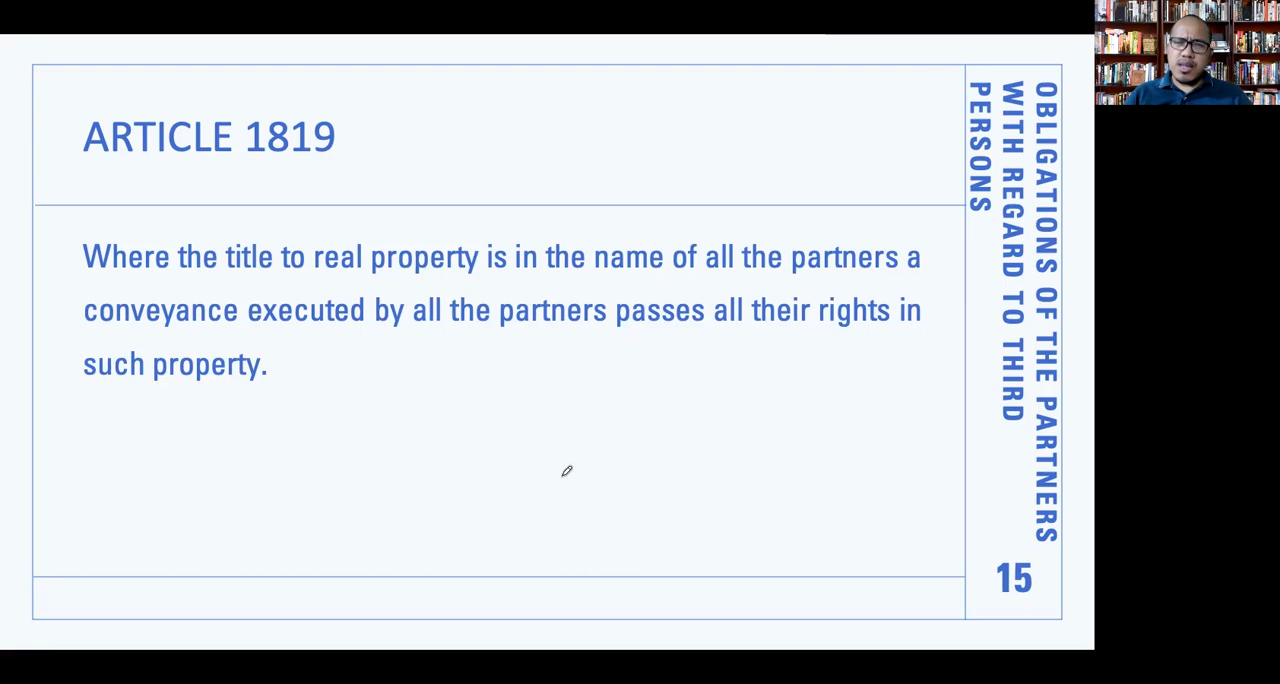 ARTICLE 1819
Where the title to real property is in the name of all the partners a
conveyance executed by all the partners passes all their rights in
such property.
OBLIGATIONS OF THE PARTNERS
WITH REGARD TO THIRD
PERSONS
15